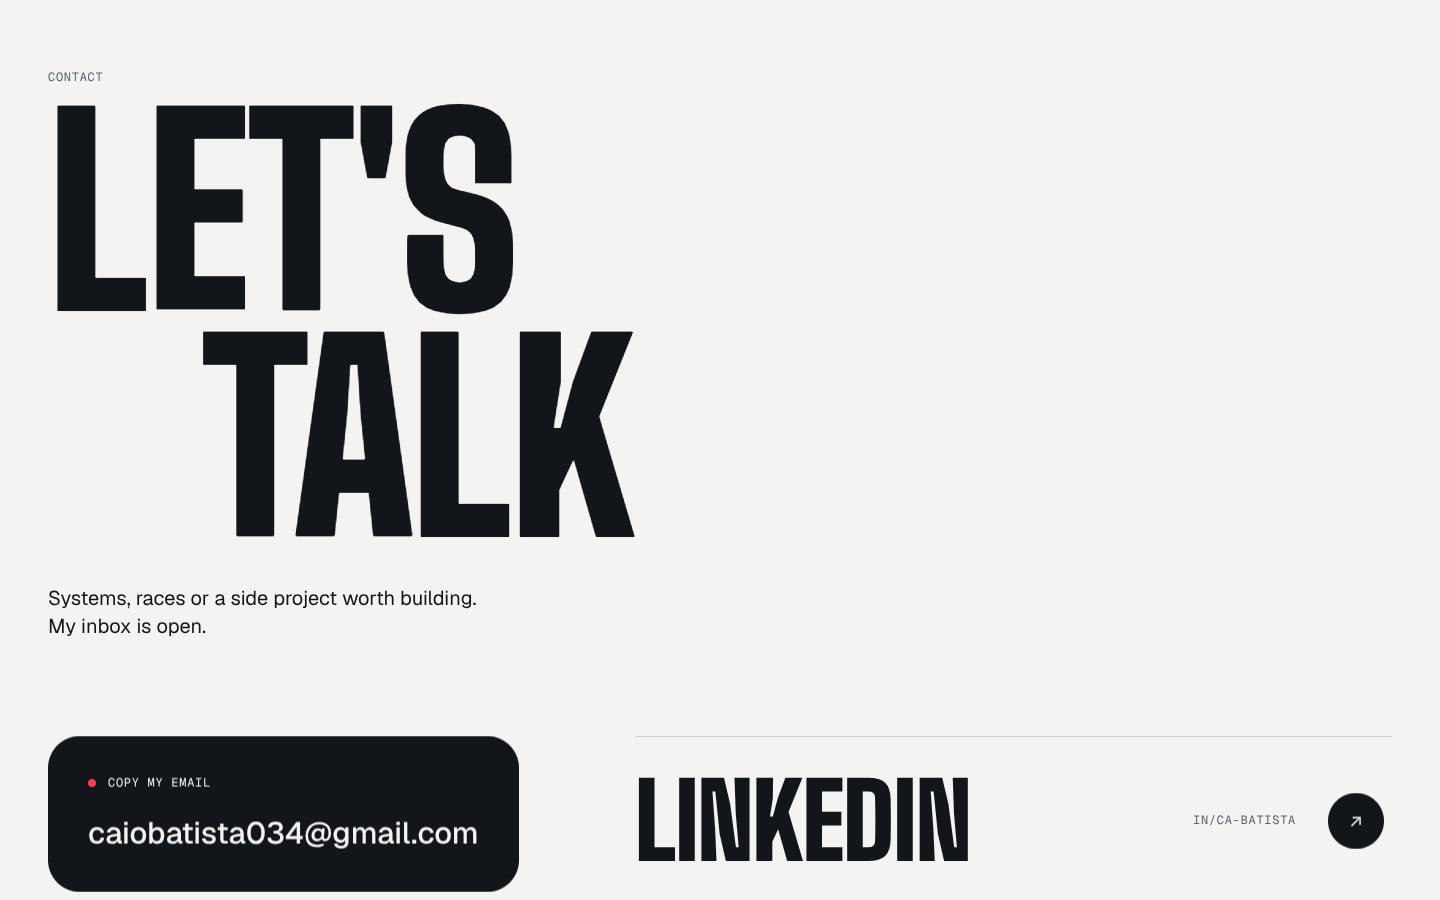 CONTACT
LET'S
TALK
Systems, races or a side project worth building.
My inbox is open.
COPY MY EMAIL
caiobatista034@gmail.com
LINKEDIN
IN/CA-BATISTA